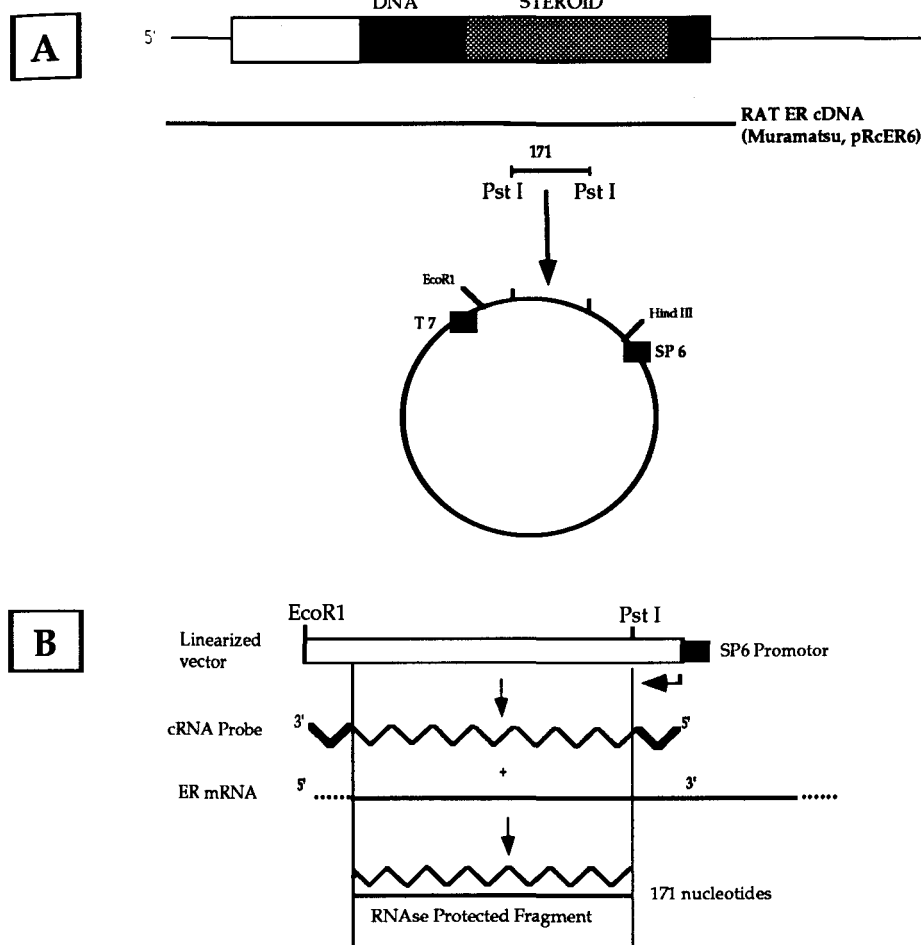 DNA STEROID
A
5'
RAT ER cDNA
(Muramatsu, pRcER6)
171
Pst I Pst I
EcoR1
Hind III
T 7
SP 6
B
EcoR1
Pst I
Linearized
vector
SP6 Promotor
3'
5'
cRNA Probe
+
5'
3'
ER mRNA
171 nucleotides
RNAse Protected Fragment